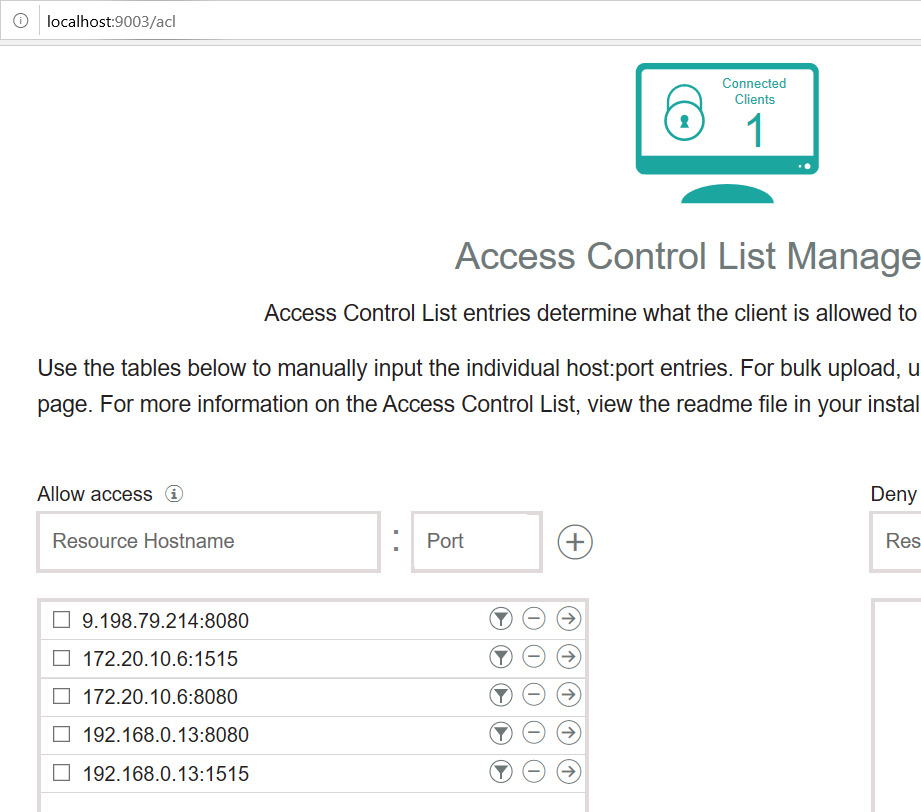 localhost:9003/acl
Connected
Clients
1
Access Control List Manage
Access Control List entries determine what the client is allowed to
Use the tables below to manually input the individual host:port entries. For bulk upload, u
page. For more information on the Access Control List, view the readme file in your instal
Allow access
Deny
Resource Hostname : Port
Res
9.198.79.214:8080
172.20.10.6:1515
172.20.10.6:8080
192.168.0.13:8080
192.168.0.13:1515